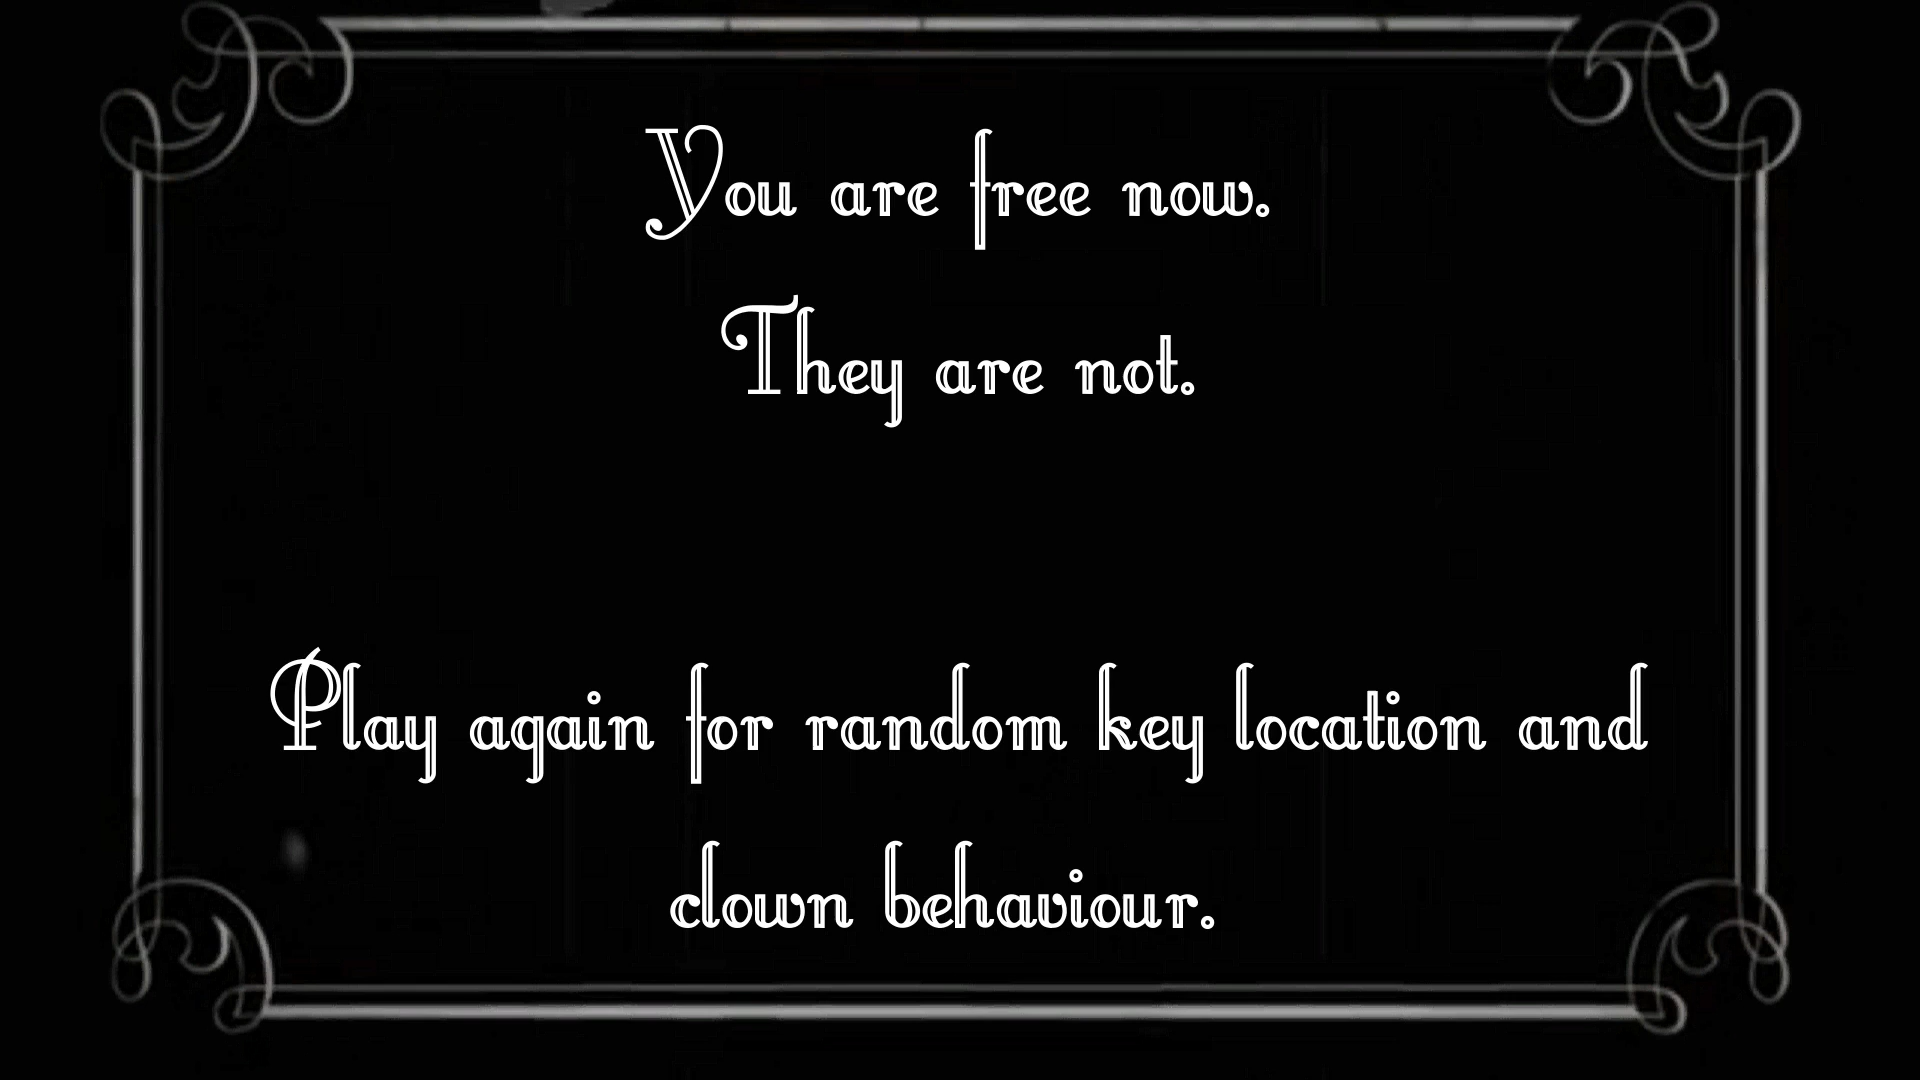 You are free now.
They are not.
Play again for random key location and
clown behaviour.